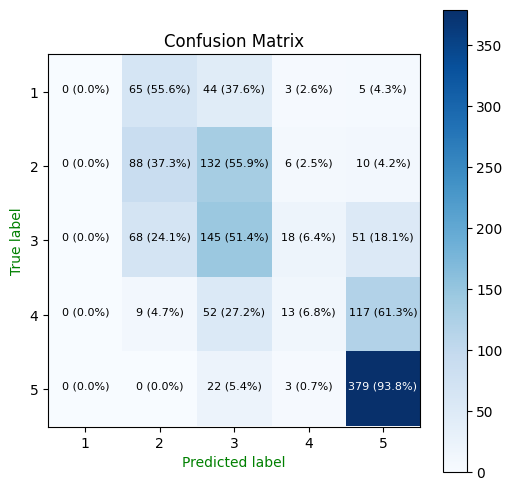 Confusion Matrix
1 0 (0.0%) 65 (55.6%) 44 (37.6%) 3 (2.6%) 5 (4.3%)
2 0 (0.0%) 88 (37.3%) 132 (55.9%) 6 (2.5%) 10 (4.2%)
3 0 (0.0%) 68 (24.1%) 145 (51.4%) 18 (6.4%) 51 (18.1%)
4 0 (0.0%) 9 (4.7%) 52 (27.2%) 13 (6.8%) 117 (61.3%)
5 0 (0.0%) 0 (0.0%) 22 (5.4%) 3 (0.7%) 379 (93.8%)
1 2 3 4 5
Predicted label
True label
350
300
250
200
150
100
50
0